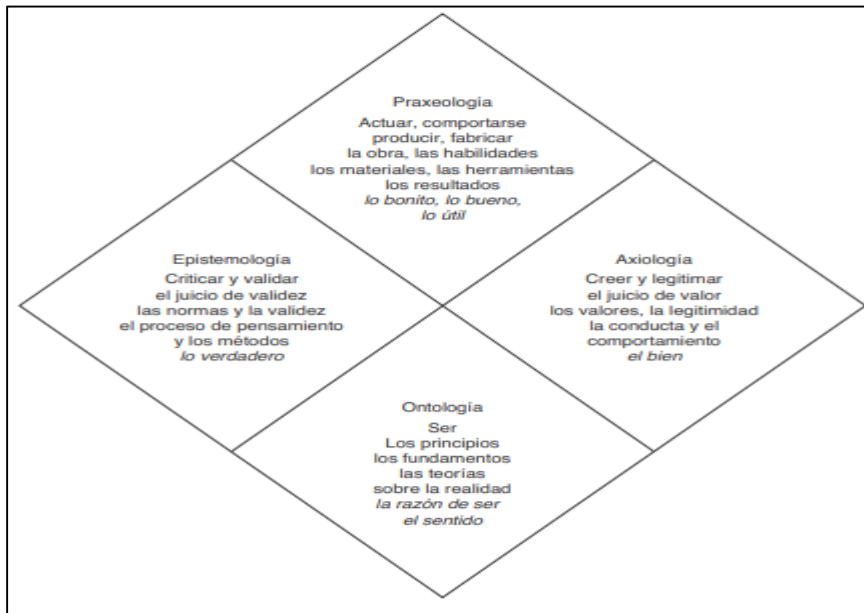 Praxeología
Actuar, comportarse
producir, fabricar
la obra, las habilidades
los materiales, las herramientas
los resultados
lo bonito, lo bueno,
lo útil
Epistemología
Criticar y validar
el juicio de validez
las normas y la validez
el proceso de pensamiento
y los métodos
lo verdadero
Axiología
Creer y legitimar
el juicio de valor
los valores, la legitimidad
la conducta y el
comportamiento
el bien
Ontología
Ser
Los principios
los fundamentos
las teorías
sobre la realidad
la razón de ser
el sentido